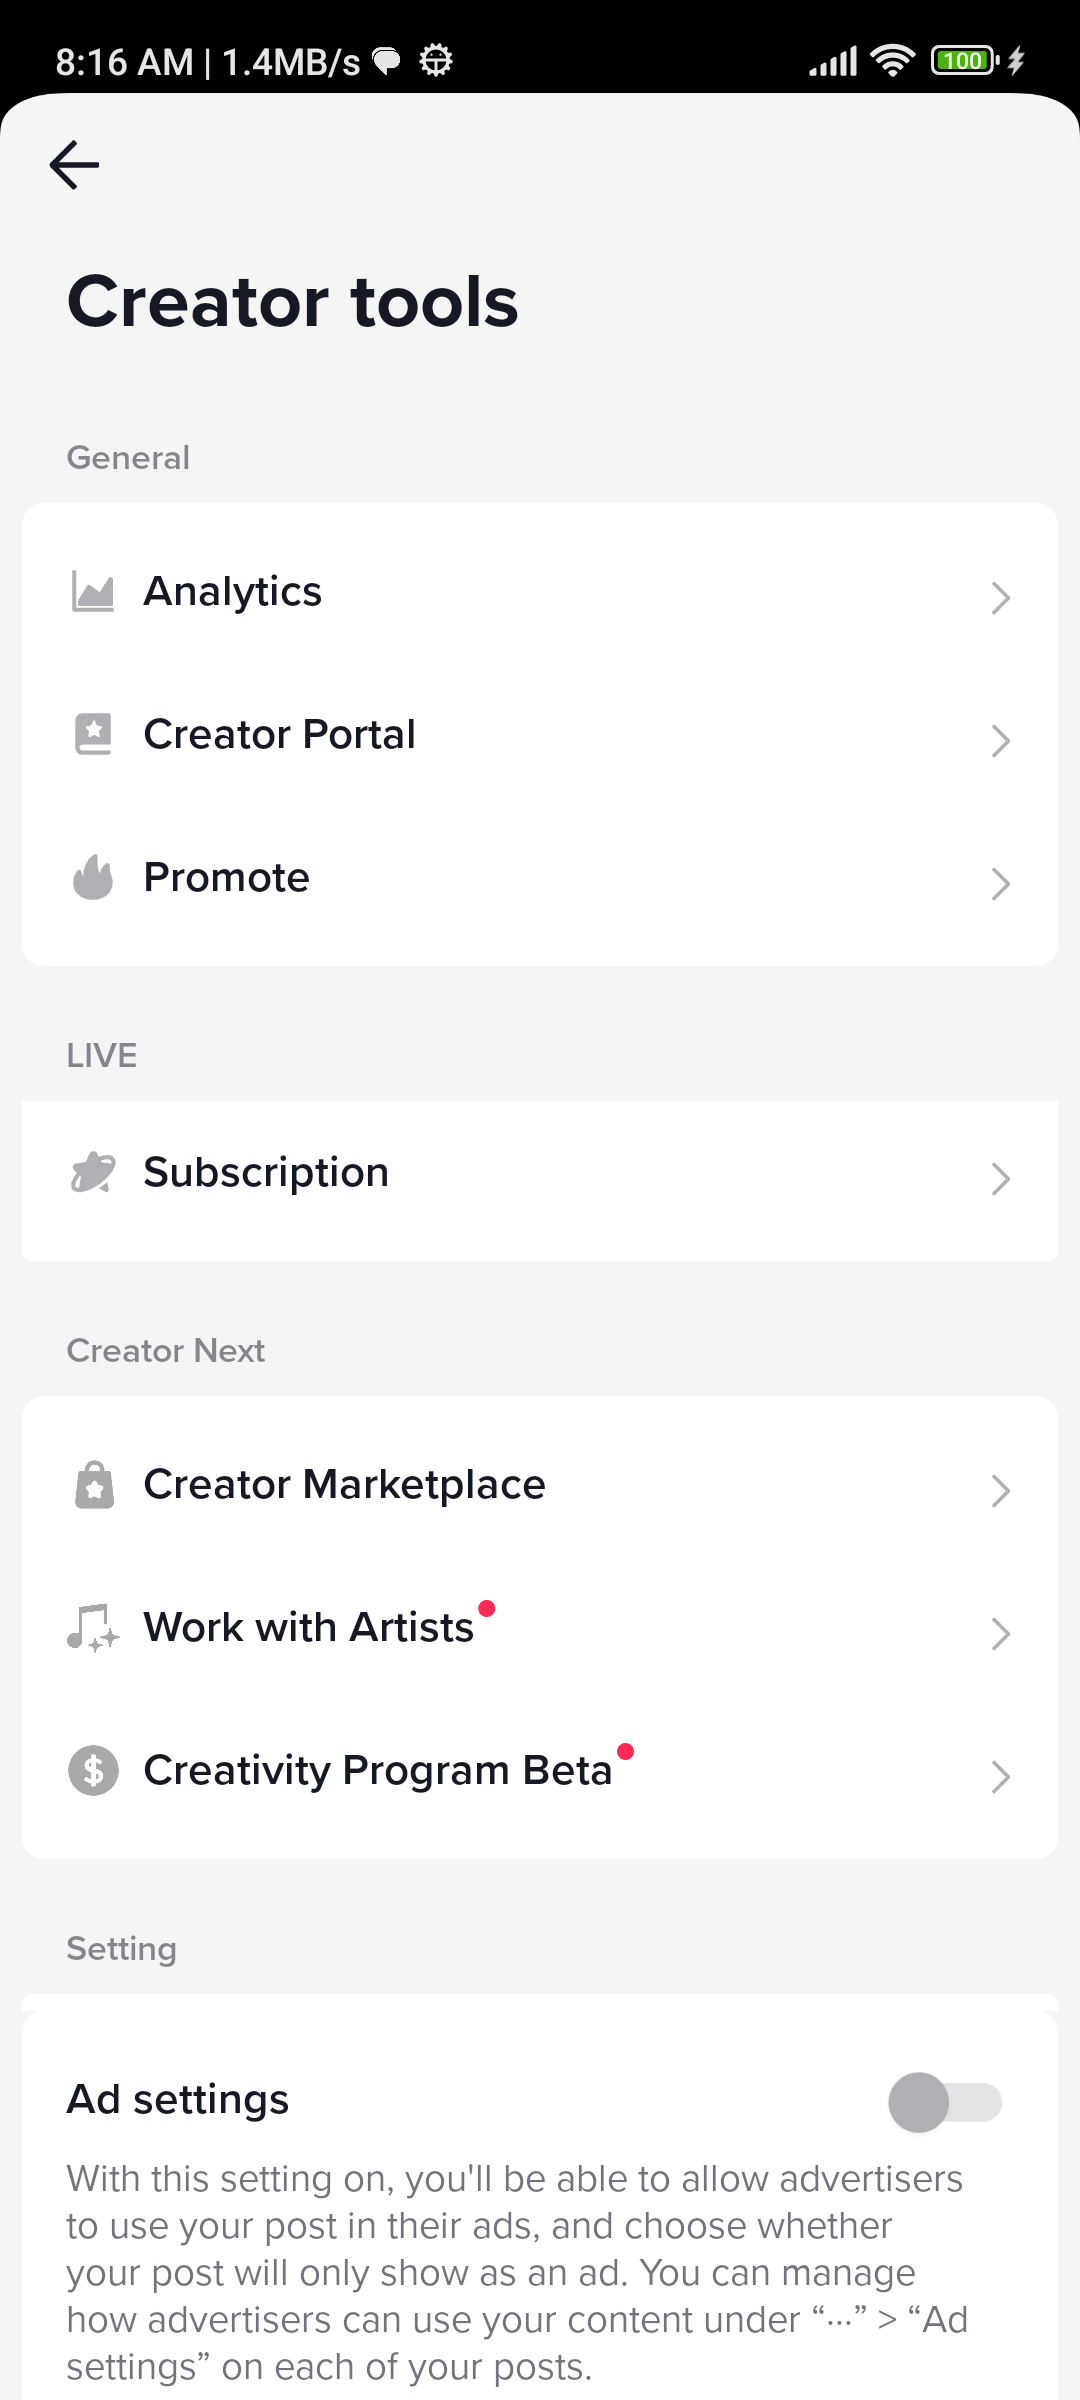 8:16 AM | 1.4MB/s
100
Creator tools
General
Analytics
Creator Portal
Promote
LIVE
Subscription
Creator Next
Creator Marketplace
Work with Artists
Creativity Program Beta
Setting
Ad settings
With this setting on, you'll be able to allow advertisers
to use your post in their ads, and choose whether
your post will only show as an ad. You can manage
how advertisers can use your content under “···” > “Ad
settings” on each of your posts.